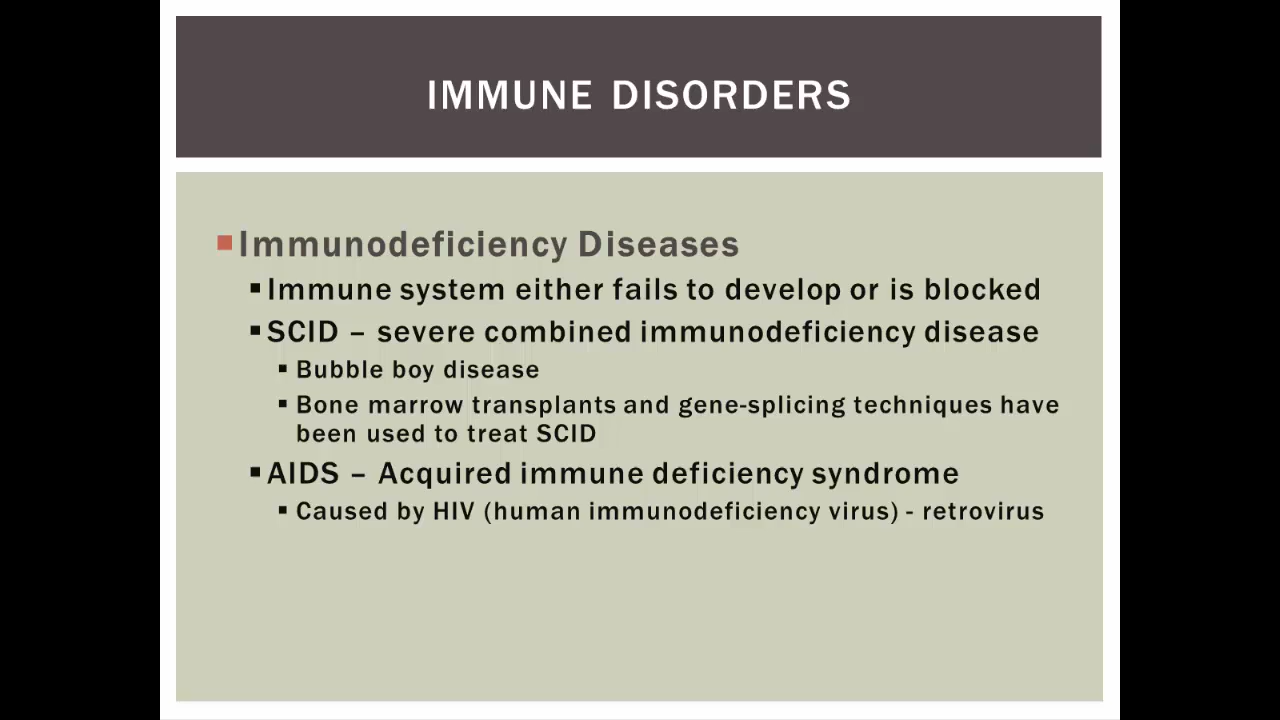 IMMUNE DISORDERS
Immunodeficiency Diseases
Immune system either fails to develop or is blocked
SCID – severe combined immunodeficiency disease
Bubble boy disease
Bone marrow transplants and gene-splicing techniques have
been used to treat SCID
AIDS – Acquired immune deficiency syndrome
Caused by HIV (human immunodeficiency virus) - retrovirus